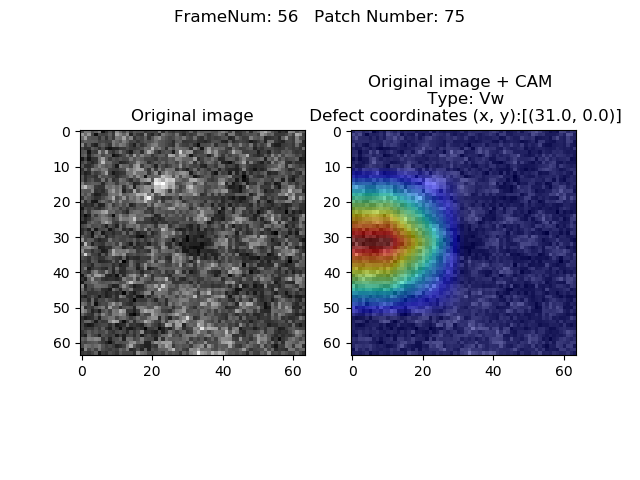 FrameNum: 56   Patch Number: 75
Original image
0
10
20
30
40
50
60
0 20 40 60
Original image + CAM
Type: Vw
Defect coordinates (x, y):[(31.0, 0.0)]
0
10
20
30
40
50
60
0 20 40 60